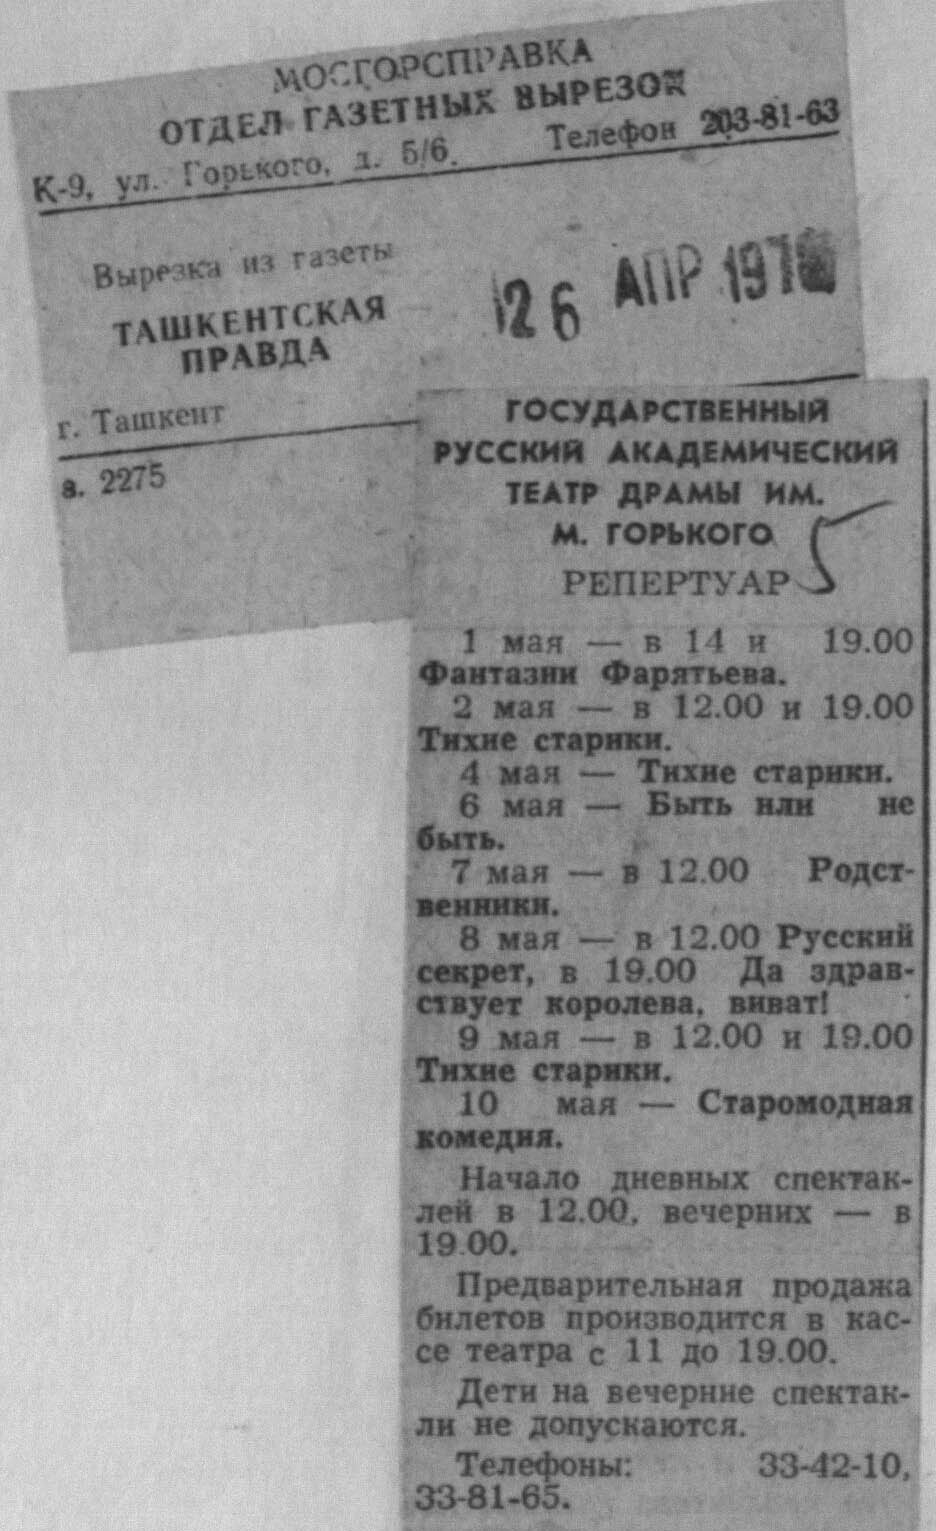 МОСГОРСПРАВКА
ОТДЕЛ ГАЗЕТНЫХ ВЫРЕЗОК
К-9, ул. Горького, д. 5/6. Телефон 203-81-63
Вырезка из газеты
ТАШКЕНТСКАЯ
ПРАВДА
26 АПР
г. Ташкент
з. 2275
ГОСУДАРСТВЕННЫЙ
РУССКИЙ АКАДЕМИЧЕСКИЙ
ТЕАТР ДРАМЫ ИМ.
М. ГОРЬКОГО
РЕПЕРТУАР
1 мая — в 14 и 19.00
Фантазии Фарятьева.
2 мая — в 12.00 и 19.00
Тихие старики.
4 мая — Тихие старики.
6 мая — Быть или не
быть.
7 мая — в 12.00 Родст-
венники.
8 мая — в 12.00 Русский
секрет, в 19.00 Да здрав-
ствует королева, виват!
9 мая — в 12.00 и 19.00
Тихие старики.
10 мая — Старомодная
комедия.
Начало дневных спектак-
лей в 12.00, вечерних — в
19.00.
Предварительная продажа
билетов производится в кас-
се театра с 11 до 19.00.
Дети на вечерние спектак-
ли не допускаются.
Телефоны: 33-42-10,
33-81-65.